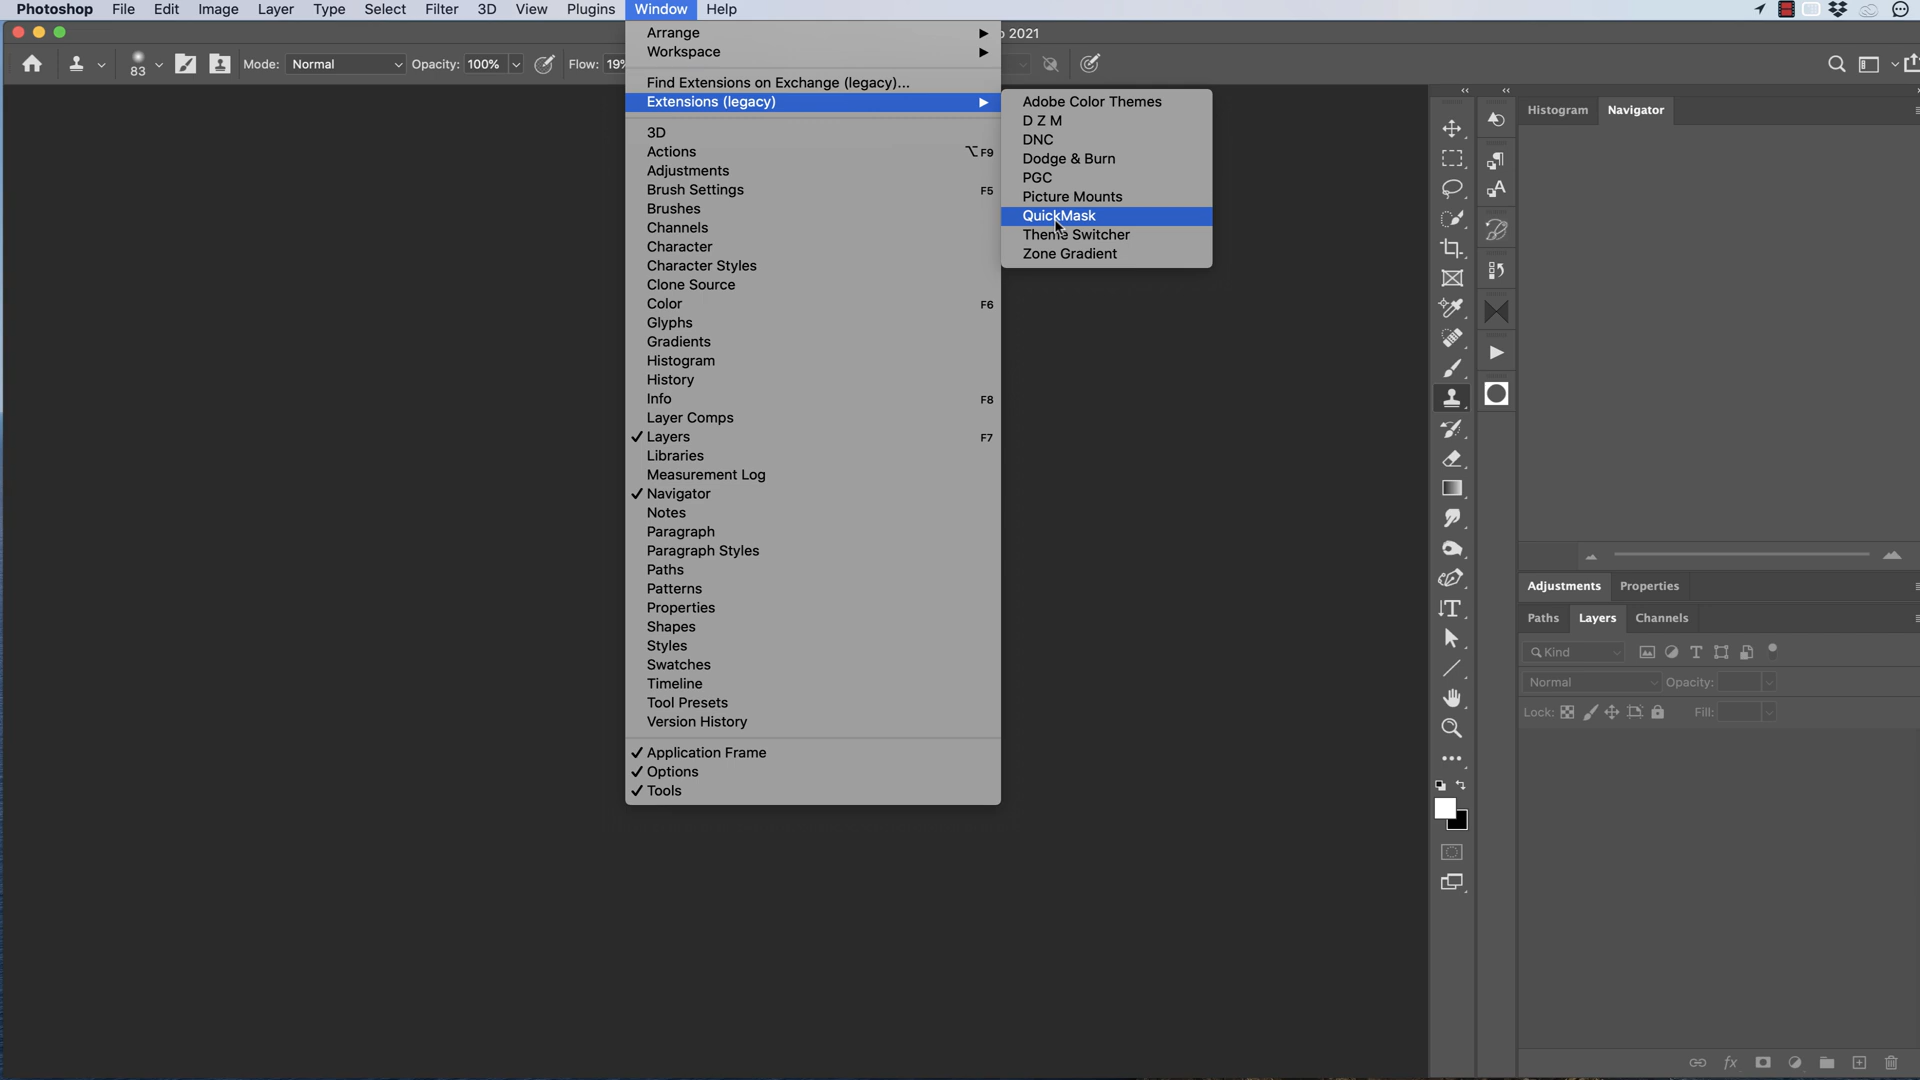 Photoshop File Edit Image Layer Type Select Filter 3D View Plugins Window Help
2021
83 Mode: Normal Opacity: 100% Flow: 19%
Arrange
Workspace
Find Extensions on Exchange (legacy)...
Extensions (legacy)
3D
Actions ⌥F9
Adjustments
Brush Settings F5
Brushes
Channels
Character
Character Styles
Clone Source
Color F6
Glyphs
Gradients
Histogram
History
Info F8
Layer Comps
✓ Layers F7
Libraries
Measurement Log
✓ Navigator
Notes
Paragraph
Paragraph Styles
Paths
Patterns
Properties
Shapes
Styles
Swatches
Timeline
Tool Presets
Version History
✓ Application Frame
✓ Options
✓ Tools
Adobe Color Themes
D Z M
DNC
Dodge & Burn
PGC
Picture Mounts
QuickMask
Theme Switcher
Zone Gradient
Histogram Navigator
Adjustments Properties
Paths Layers Channels
Kind
Normal Opacity:
Lock: Fill:
fx